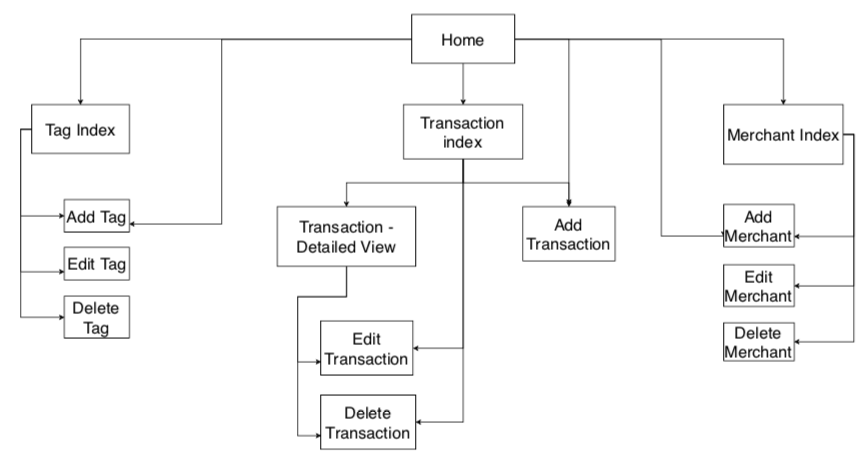 Home
Tag Index
Transaction
index
Merchant Index
Add Tag
Edit Tag
Delete
Tag
Transaction -
Detailed View
Add
Transaction
Edit
Transaction
Delete
Transaction
Add
Merchant
Edit
Merchant
Delete
Merchant